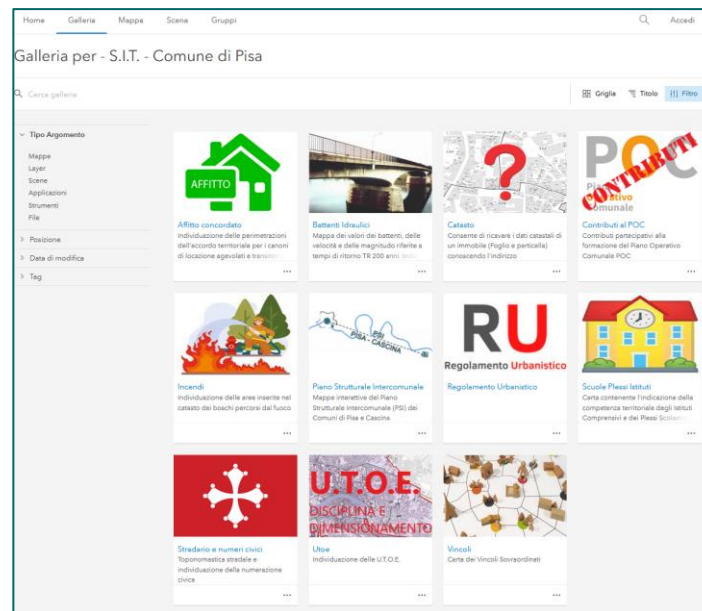 Home Galleria Mappe Scena Gruppi Accedi
Galleria per - S.I.T. - Comune di Pisa
Cerca galleria Griglia Titolo Filtro
Tipo Argomento
Mappe
Layer
Scene
Applicazioni
Strumenti
File
Posizione
Data di modifica
Tag
AFFITTO
Affitto concordato
Individuazione delle perimetrazioni
dell'accordo territoriale per i canoni
di locazione agevolati e transitori
Battenti Idraulici
Mappa dei valori dei battenti, delle
velocità e delle magnitudo riferite a
tempi di ritorno TR 200 anni
?
Catasto
Consente di ricavare i dati catastali di
un immobile (Foglio e particella)
conoscendo l'indirizzo
POC
Piano
Operativo
Comunale
CONTRIBUTI
Contributi al POC
Contributi partecipativi alla
formazione del Piano Operativo
Comunale POC
Incendi
Individuazione delle aree inserite nel
catasto dei boschi percorsi dal fuoco
PSI
PISA - CASCINA
Piano Strutturale Intercomunale
Mappe interattive del Piano
Strutturale Intercomunale (PSI) dei
Comuni di Pisa e Cascina
RU
Regolamento Urbanistico
Regolamento Urbanistico
Scuole Plessi Istituti
Carta contenente l'indicazione della
competenza territoriale degli Istituti
Comprensivi e dei Plessi Scolastici
Stradario e numeri civici
Toponomastica stradale e
individuazione della numerazione
civica
U.T.O.E.
DISCIPLINA E
DIMENSIONAMENTO
Utoe
Individuazione delle U.T.O.E.
Vincoli
Carta dei Vincoli Sovraordinati